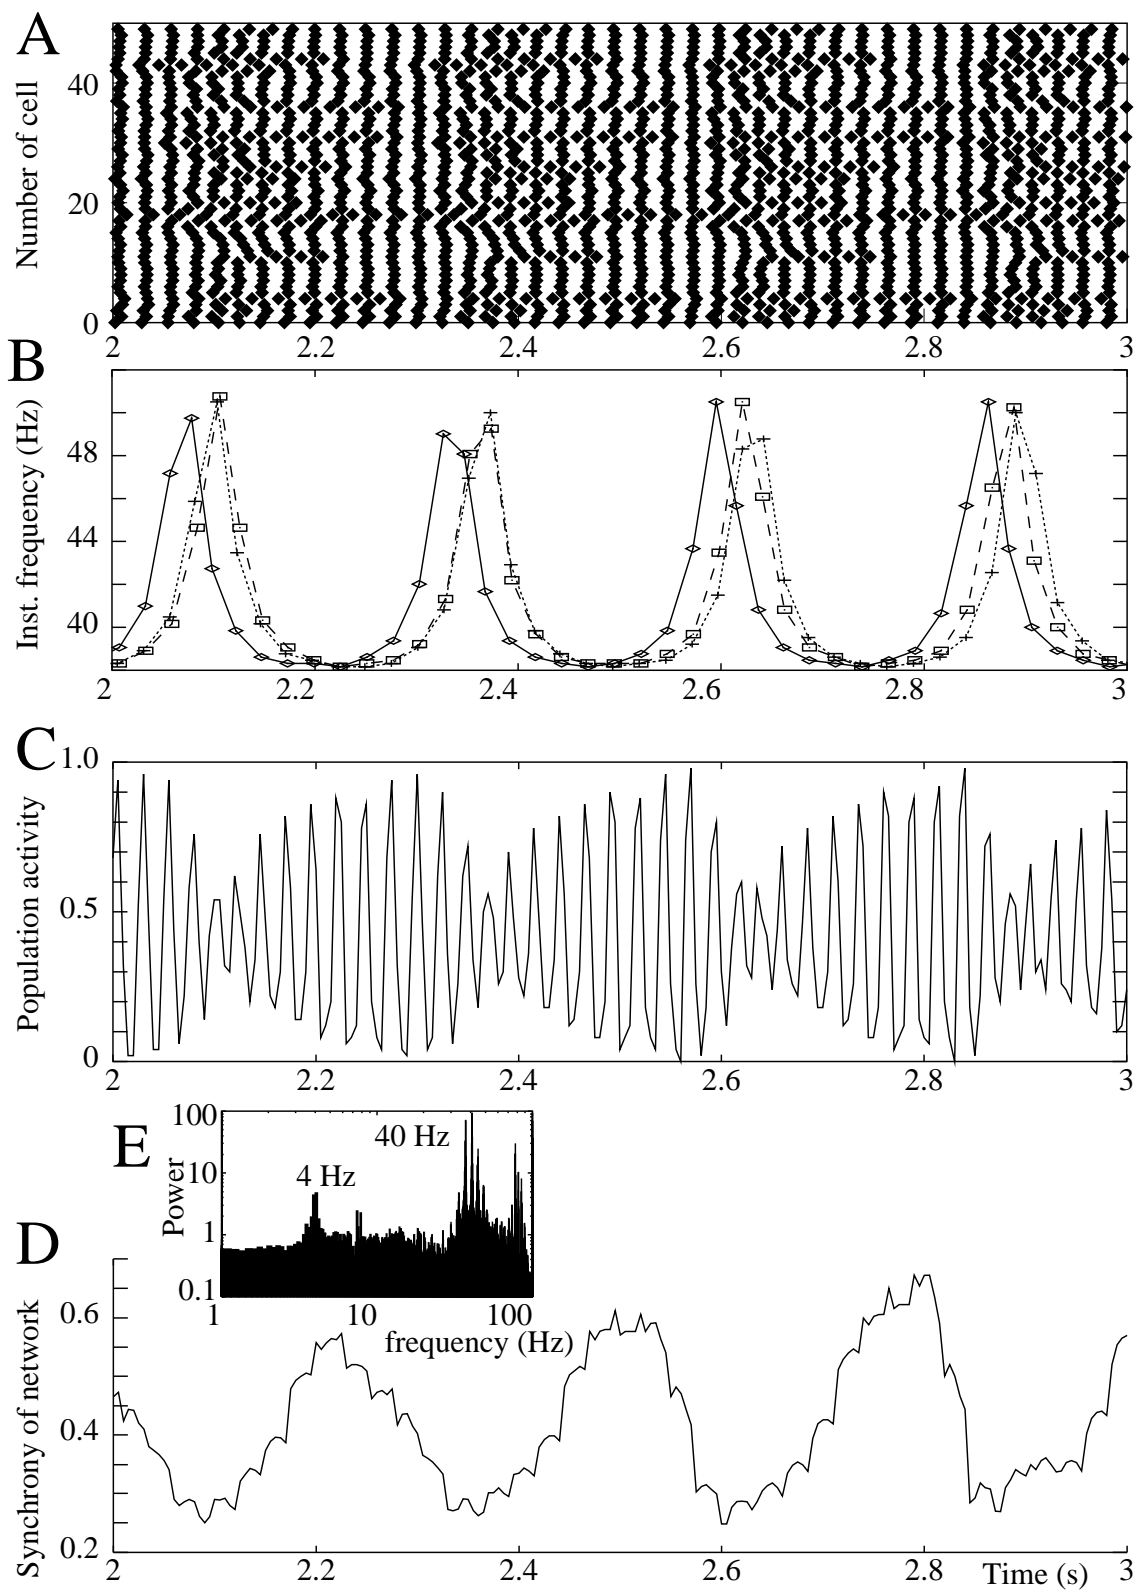 A
Number of cell
40
20
0
2 2.2 2.4 2.6 2.8 3
B
Inst. frequency (Hz)
48
44
40
2 2.2 2.4 2.6 2.8 3
C
Population activity
1.0
0.5
0
2 2.2 2.4 2.6 2.8 3
E
Power
100
10
1
0.1
4 Hz
40 Hz
1 10 100
frequency (Hz)
D
Synchrony of network
0.6
0.4
0.2
2 2.2 2.4 2.6 2.8 Time (s) 3